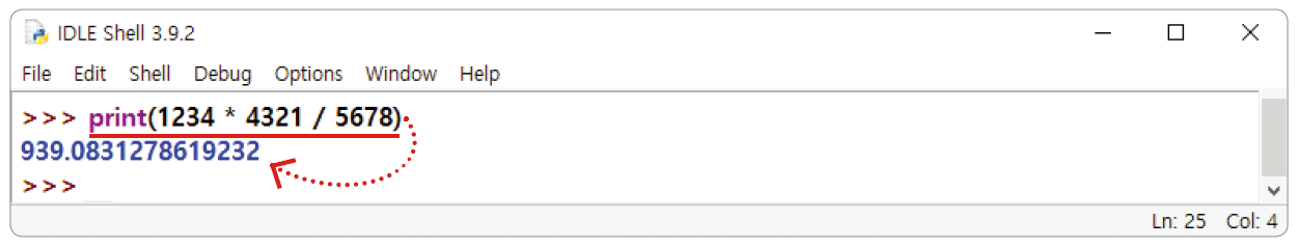 IDLE Shell 3.9.2
File Edit Shell Debug Options Window Help
>>> print(1234 * 4321 / 5678)
939.0831278619232
>>>
Ln: 25 Col: 4